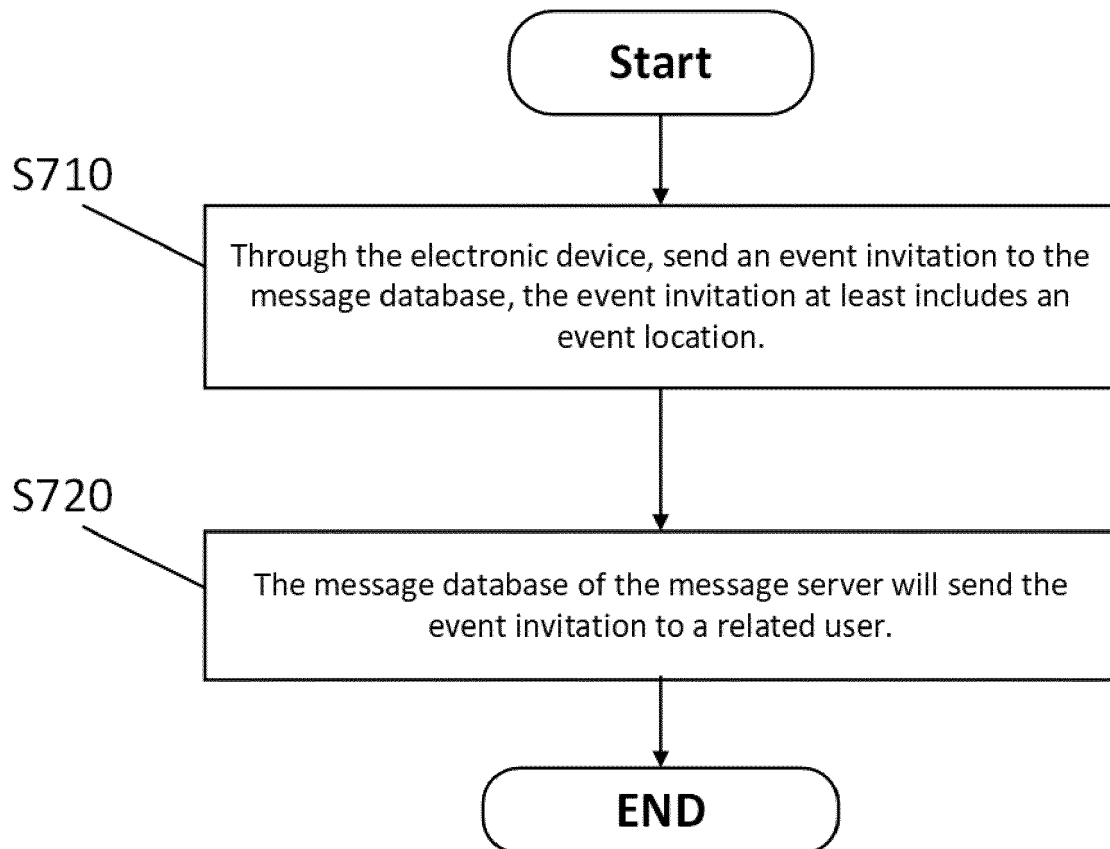 Start
S710
Through the electronic device, send an event invitation to the
message database, the event invitation at least includes an
event location.
S720
The message database of the message server will send the
event invitation to a related user.
END